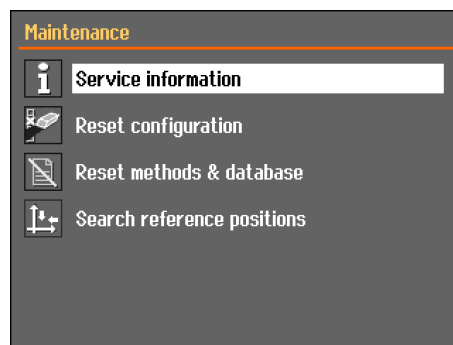 Maintenance
Service information
Reset configuration
Reset methods & database
Search reference positions